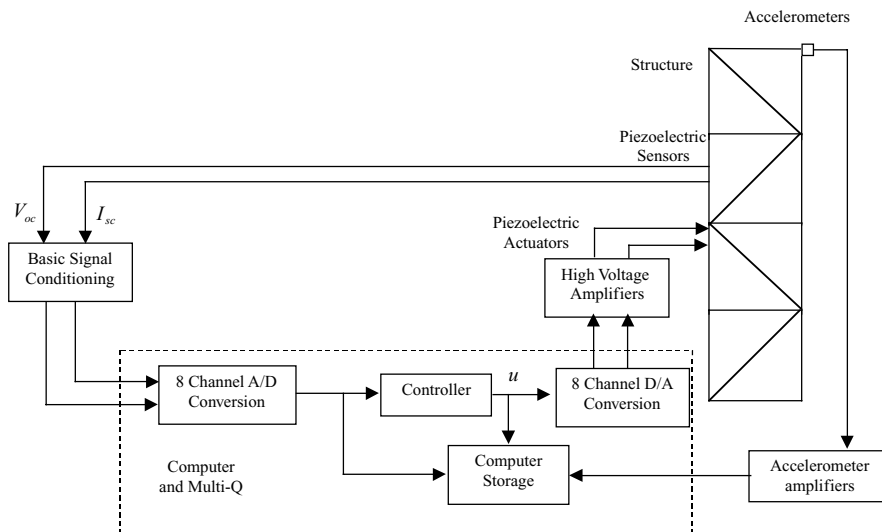 Accelerometers
Structure
Piezoelectric
Sensors
V_oc
I_sc
Piezoelectric
Actuators
Basic Signal
Conditioning
High Voltage
Amplifiers
8 Channel A/D
Conversion
Controller
u
8 Channel D/A
Conversion
Computer
and Multi-Q
Computer
Storage
Accelerometer
amplifiers